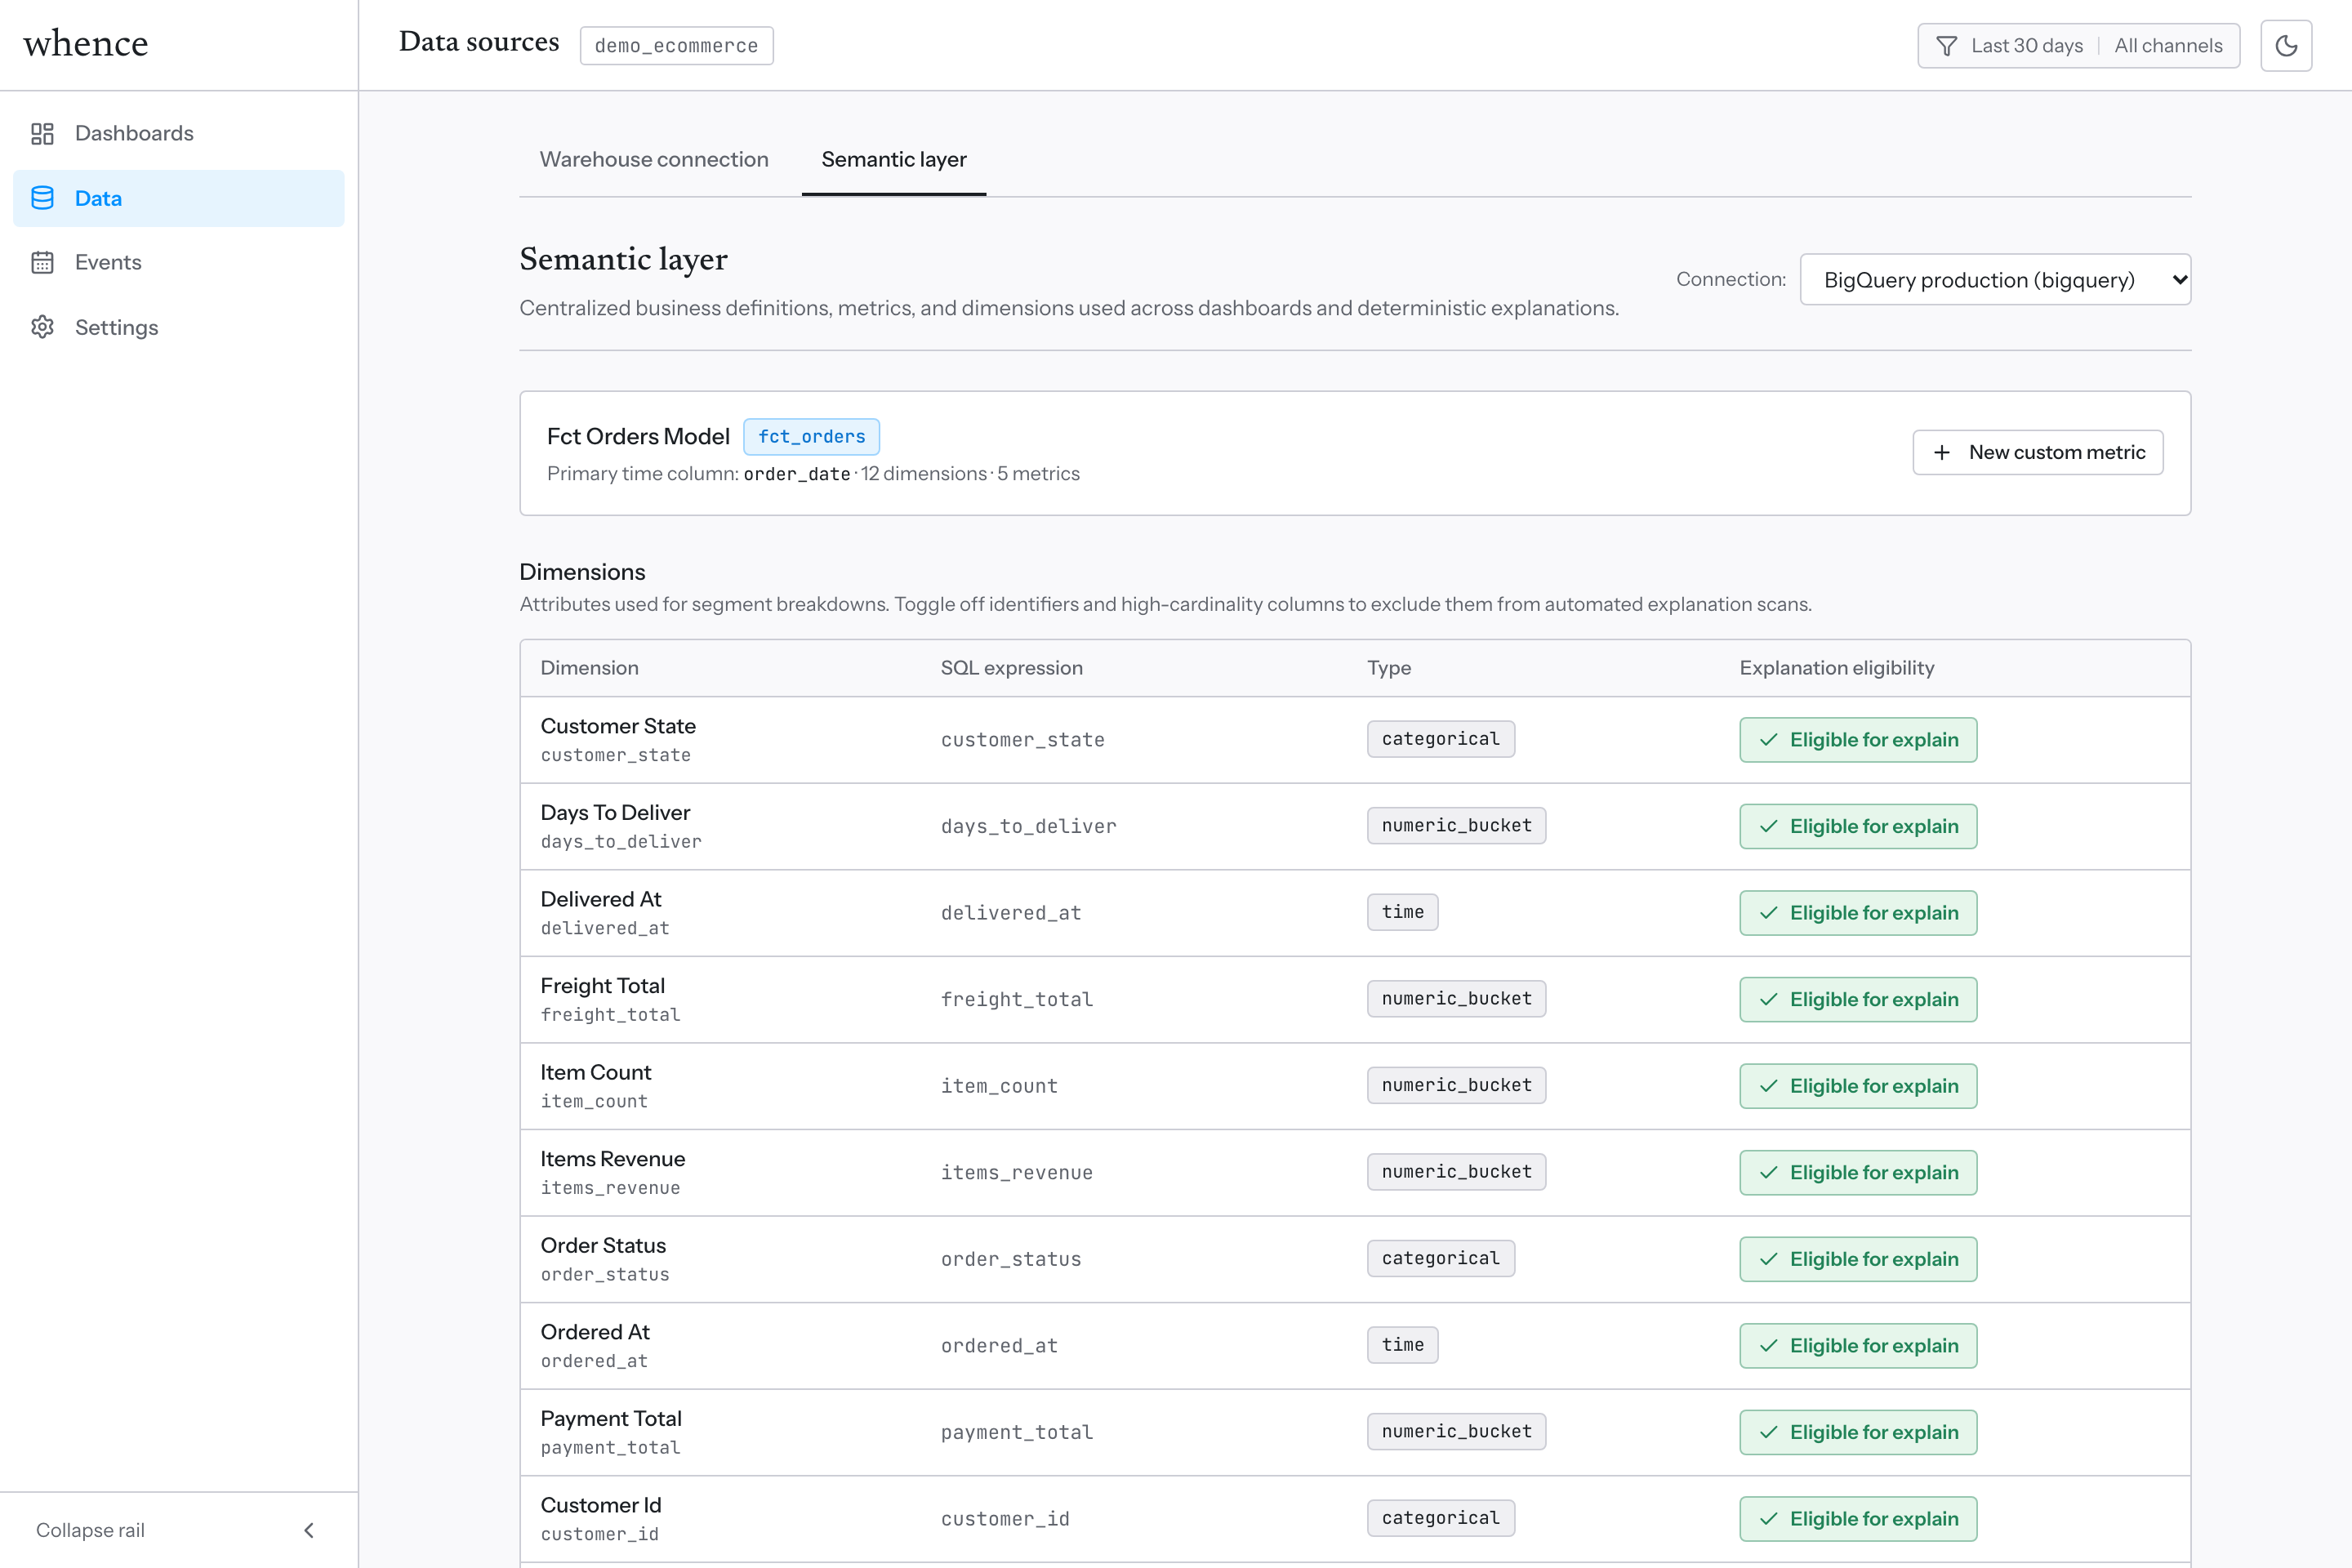 whence
Data sources
demo_ecommerce
Last 30 days
All channels
Dashboards
Data
Events
Settings
Collapse rail
Warehouse connection
Semantic layer
Semantic layer
Centralized business definitions, metrics, and dimensions used across dashboards and deterministic explanations.
Connection:
BigQuery production (bigquery)
Fct Orders Model
fct_orders
Primary time column: order_date · 12 dimensions · 5 metrics
New custom metric
Dimensions
Attributes used for segment breakdowns. Toggle off identifiers and high-cardinality columns to exclude them from automated explanation scans.
Dimension SQL expression Type Explanation eligibility
Customer State
customer_state
customer_state
categorical
Eligible for explain
Days To Deliver
days_to_deliver
days_to_deliver
numeric_bucket
Eligible for explain
Delivered At
delivered_at
delivered_at
time
Eligible for explain
Freight Total
freight_total
freight_total
numeric_bucket
Eligible for explain
Item Count
item_count
item_count
numeric_bucket
Eligible for explain
Items Revenue
items_revenue
items_revenue
numeric_bucket
Eligible for explain
Order Status
order_status
order_status
categorical
Eligible for explain
Ordered At
ordered_at
ordered_at
time
Eligible for explain
Payment Total
payment_total
payment_total
numeric_bucket
Eligible for explain
Customer Id
customer_id
customer_id
categorical
Eligible for explain